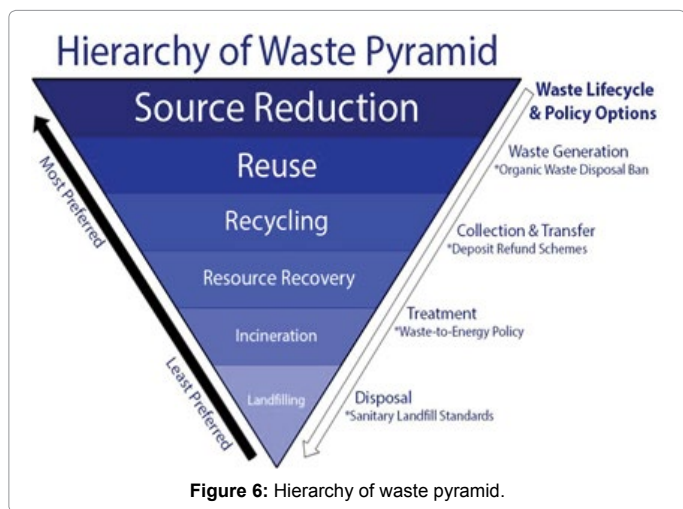 Hierarchy of Waste Pyramid
Source Reduction
Reuse
Recycling
Resource Recovery
Incineration
Landfilling
Most Preferred
Least Preferred
Waste Lifecycle
& Policy Options
Waste Generation
*Organic Waste Disposal Ban
Collection & Transfer
*Deposit Refund Schemes
Treatment
*Waste-to-Energy Policy
Disposal
*Sanitary Landfill Standards
Figure 6: Hierarchy of waste pyramid.